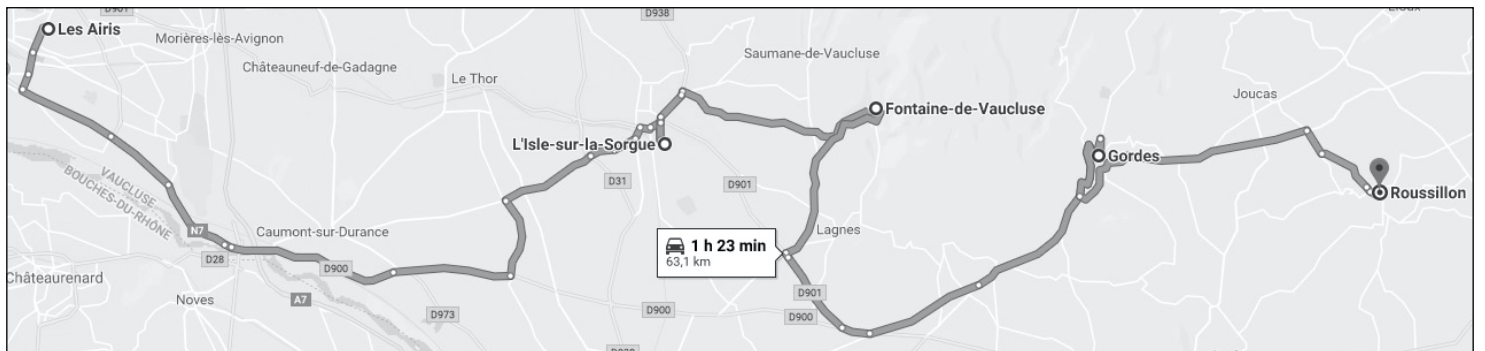 D901
D938
Les Airis
Morières-lès-Avignon
Saumane-de-Vaucluse
Châteauneuf-de-Gadagne
Le Thor
Joucas
Fontaine-de-Vaucluse
L'Isle-sur-la-Sorgue
Gordes
D31
D901
Roussillon
VAUCLUSE
BOUCHES-DU-RHÔNE
N7
Caumont-sur-Durance
Lagnes
1 h 23 min
63,1 km
D28
D900
Châteaurenard
Noves
A7
D973
D900
D901
D900